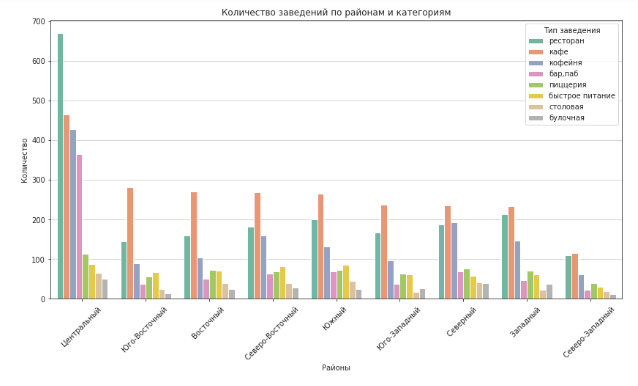 Количество заведений по районам и категориям
Тип заведения
ресторан
кафе
кофейня
бар,паб
пиццерия
быстрое питание
столовая
булочная
Количество
700
600
500
400
300
200
100
0
Центральный
Юго-Восточный
Восточный
Северо-Восточный
Южный
Юго-Западный
Северный
Западный
Северо-Западный
Районы